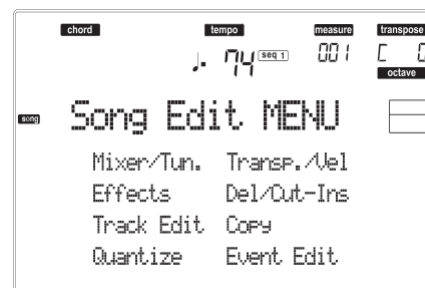 chord tempo measure transpose
♩. 74 seq 1 001 C
octave
song Song Edit MENU
Mixer/Tun. Transp./Vel
Effects Del/Cut-Ins
Track Edit Copy
Quantize Event Edit